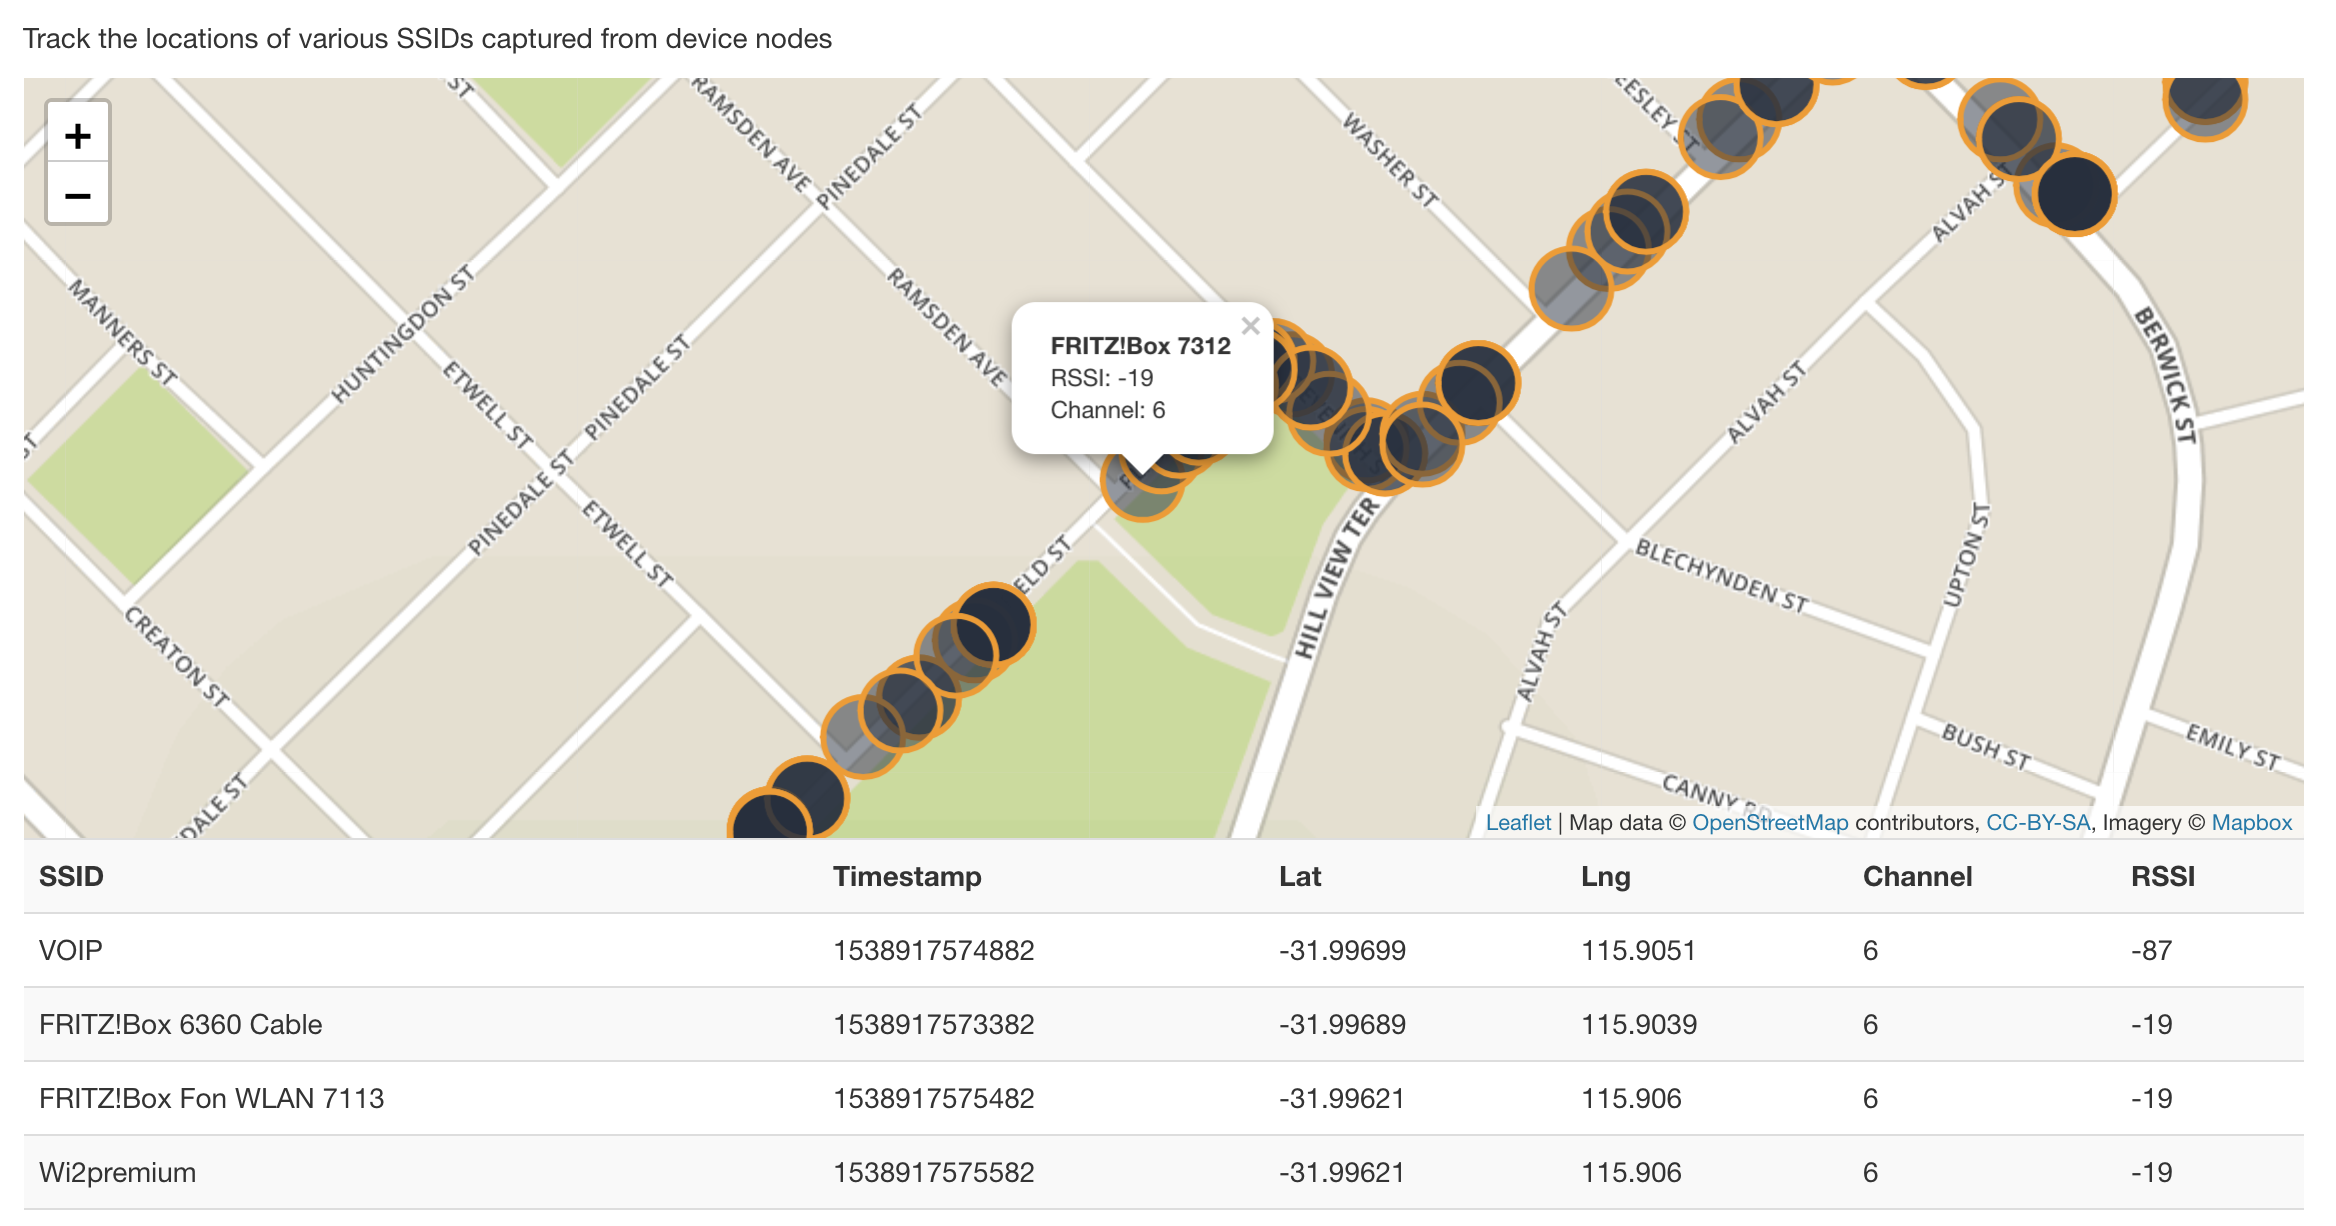 Track the locations of various SSIDs captured from device nodes
+
−
ST
RAMSDEN AVE
PINEDALE ST
WASHER ST
ALVAH ST
MANNERS ST
HUNTINGDON ST
RAMSDEN AVE
ETWELL ST
PINEDALE ST
FRITZ!Box 7312
×
RSSI: -19
Channel: 6
BERWICK ST
ALVAH ST
PINEDALE ST
ETWELL ST
HILL VIEW TER
BLECHYNDEN ST
UPTON ST
CREATON ST
ALVAH ST
BUSH ST
EMILY ST
CANNY RD
Leaflet | Map data © OpenStreetMap contributors, CC-BY-SA, Imagery © Mapbox
SSID Timestamp Lat Lng Channel RSSI
VOIP 1538917574882 -31.99699 115.9051 6 -87
FRITZ!Box 6360 Cable 1538917573382 -31.99689 115.9039 6 -19
FRITZ!Box Fon WLAN 7113 1538917575482 -31.99621 115.906 6 -19
Wi2premium 1538917575582 -31.99621 115.906 6 -19